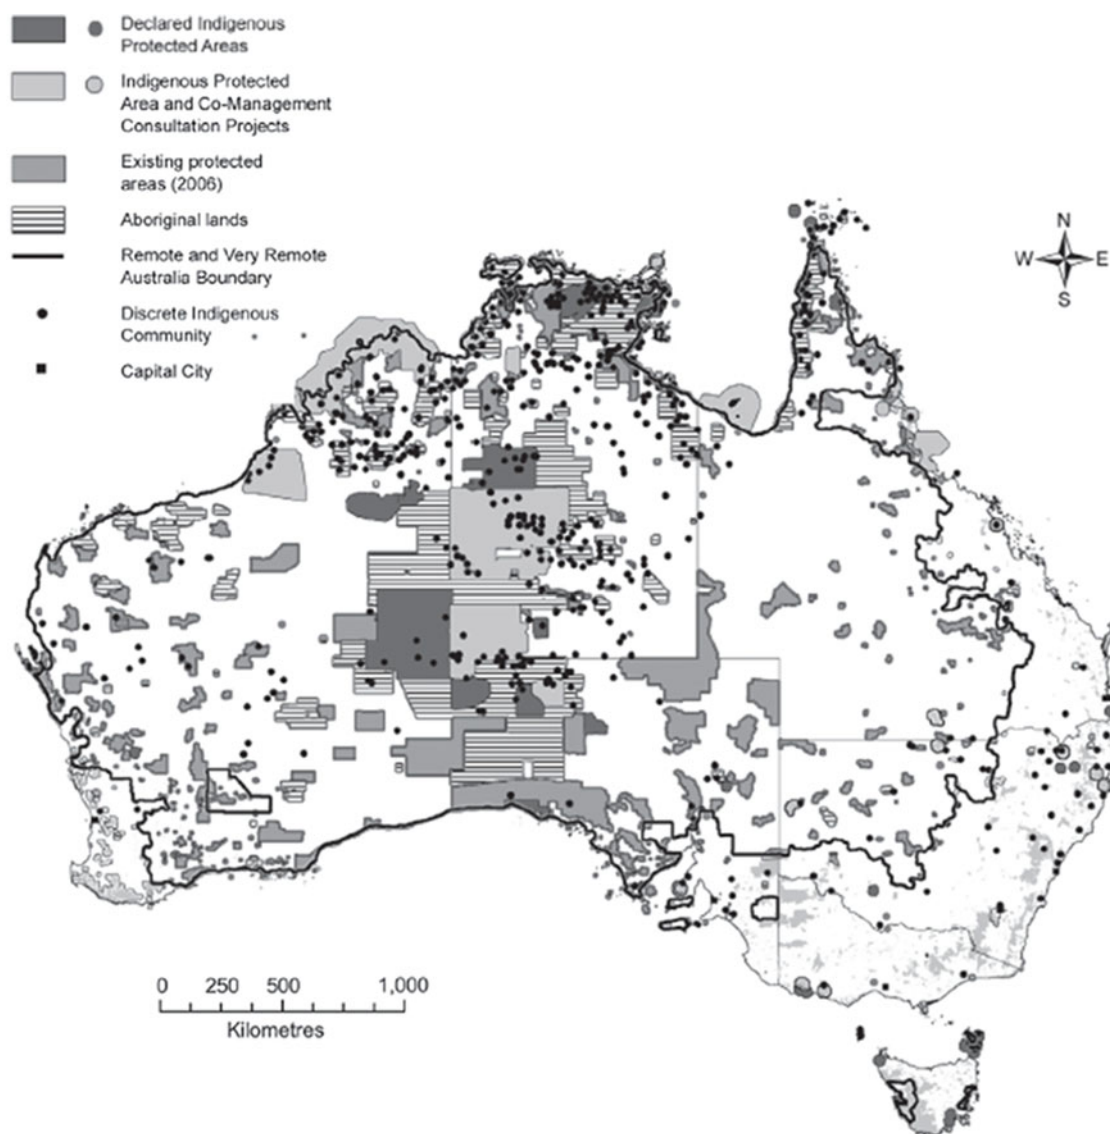 Declared Indigenous
Protected Areas
Indigenous Protected
Area and Co-Management
Consultation Projects
Existing protected
areas (2006)
Aboriginal lands
Remote and Very Remote
Australia Boundary
Discrete Indigenous
Community
Capital City
N
W E
S
0 250 500 1,000
Kilometres